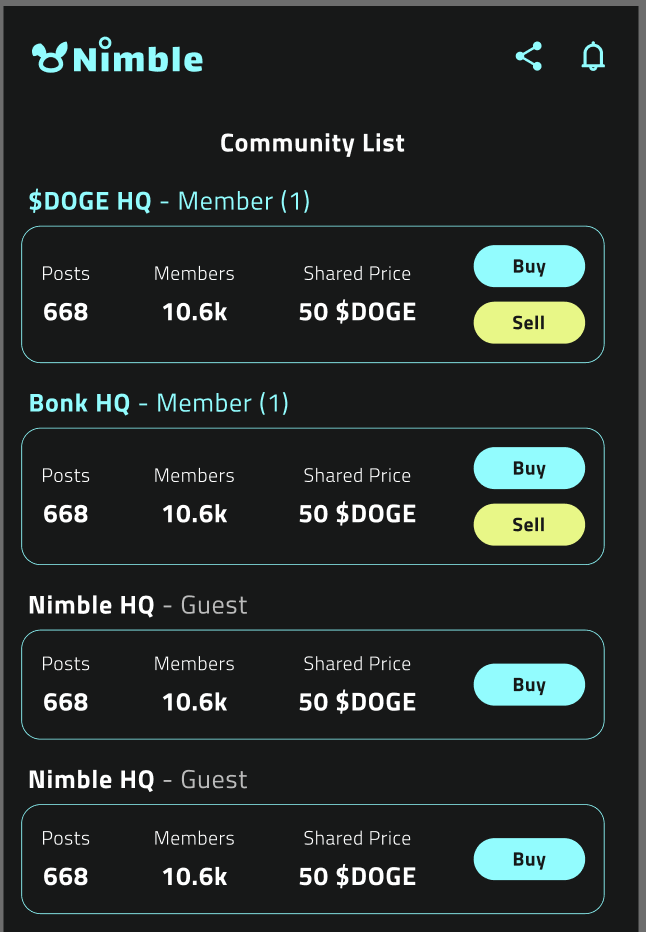 Nimble
Community List
$DOGE HQ - Member (1)
Posts Members Shared Price
668 10.6k 50 $DOGE
Buy
Sell
Bonk HQ - Member (1)
Posts Members Shared Price
668 10.6k 50 $DOGE
Buy
Sell
Nimble HQ - Guest
Posts Members Shared Price
668 10.6k 50 $DOGE
Buy
Nimble HQ - Guest
Posts Members Shared Price
668 10.6k 50 $DOGE
Buy